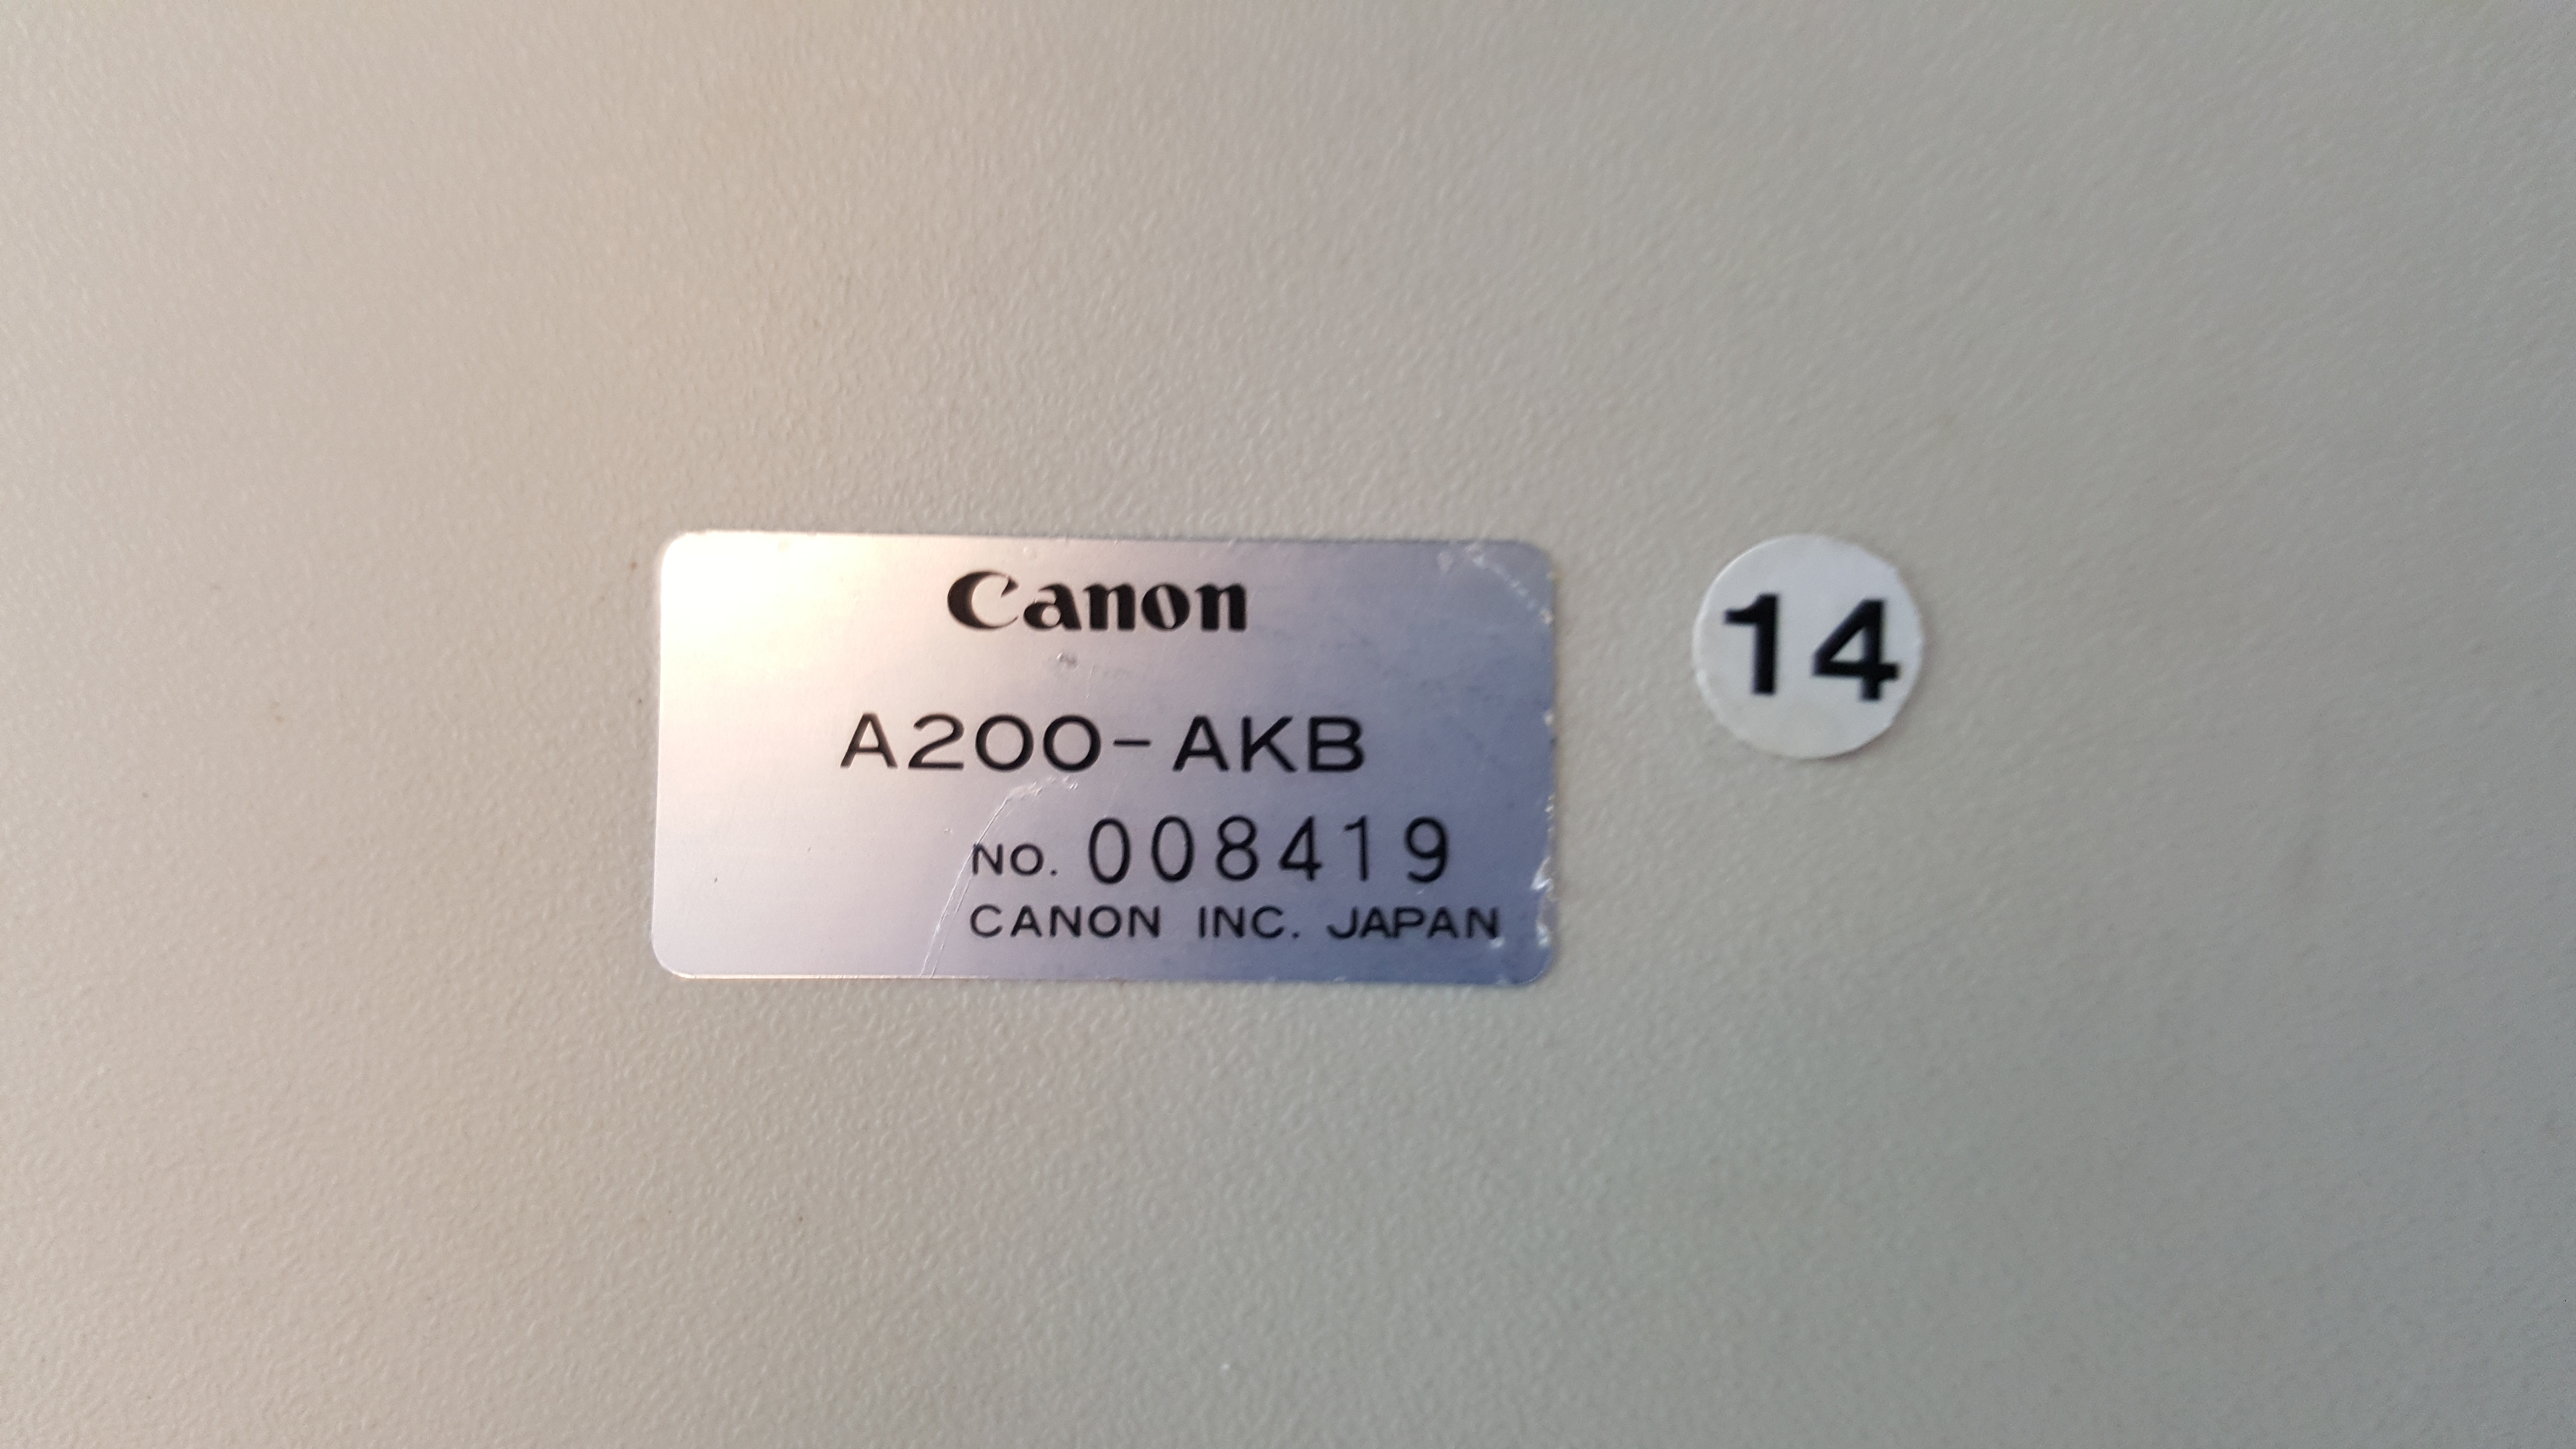 Canon
A200-AKB
NO. 008419
CANON INC. JAPAN
14